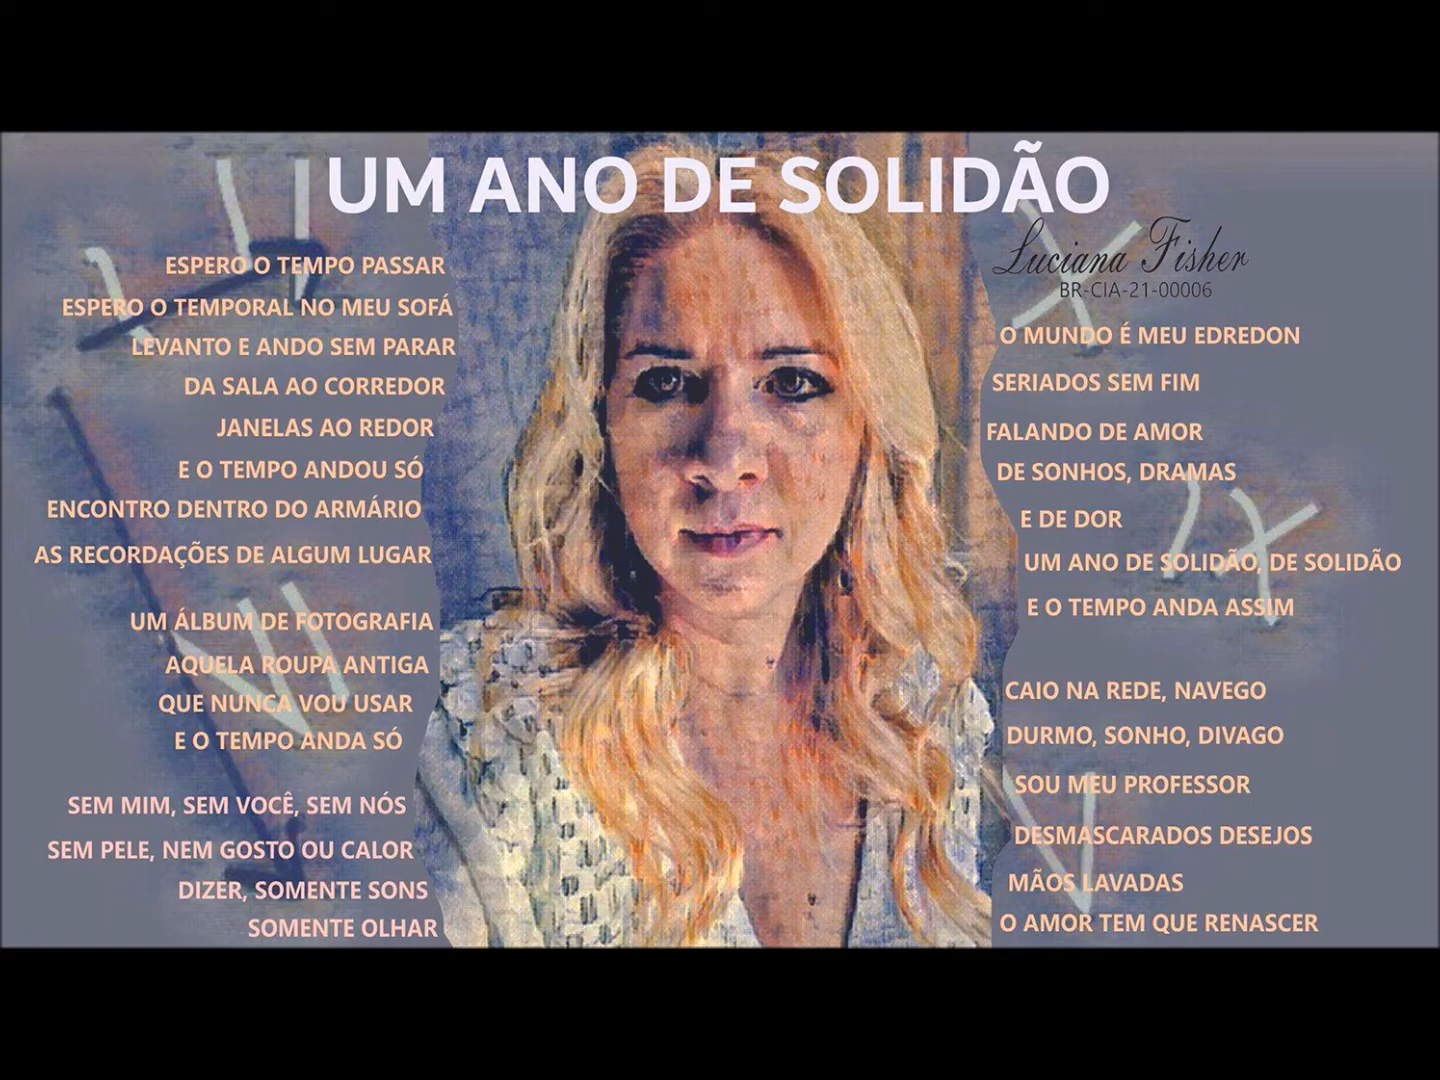 UM ANO DE SOLIDÃO
Luciana Fisher
BR-CIA-21-00006
ESPERO O TEMPO PASSAR
ESPERO O TEMPORAL NO MEU SOFÁ
LEVANTO E ANDO SEM PARAR
DA SALA AO CORREDOR
JANELAS AO REDOR
E O TEMPO ANDOU SÓ
ENCONTRO DENTRO DO ARMÁRIO
AS RECORDAÇÕES DE ALGUM LUGAR
UM ÁLBUM DE FOTOGRAFIA
AQUELA ROUPA ANTIGA
QUE NUNCA VOU USAR
E O TEMPO ANDA SÓ
SEM MIM, SEM VOCÊ, SEM NÓS
SEM PELE, NEM GOSTO OU CALOR
DIZER, SOMENTE SONS
SOMENTE OLHAR
O MUNDO É MEU EDREDON
SERIADOS SEM FIM
FALANDO DE AMOR
DE SONHOS, DRAMAS
E DE DOR
UM ANO DE SOLIDÃO, DE SOLIDÃO
E O TEMPO ANDA ASSIM
CAIO NA REDE, NAVEGO
DURMO, SONHO, DIVAGO
SOU MEU PROFESSOR
DESMASCARADOS DESEJOS
MÃOS LAVADAS
O AMOR TEM QUE RENASCER